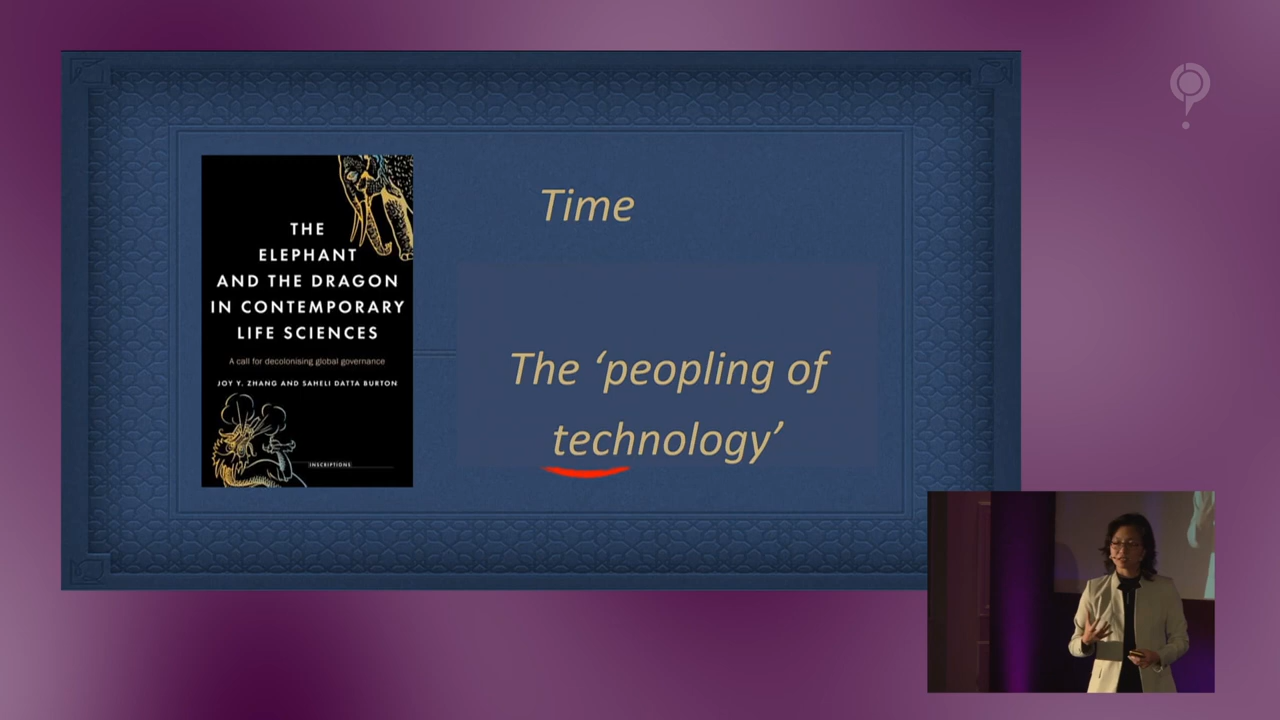 THE
ELEPHANT
AND THE DRAGON
IN CONTEMPORARY
LIFE SCIENCES
A call for decolonising global governance
JOY Y. ZHANG AND SAHELI DATTA BURTON
INSCRIPTIONS
Time
The ‘peopling of
technology’